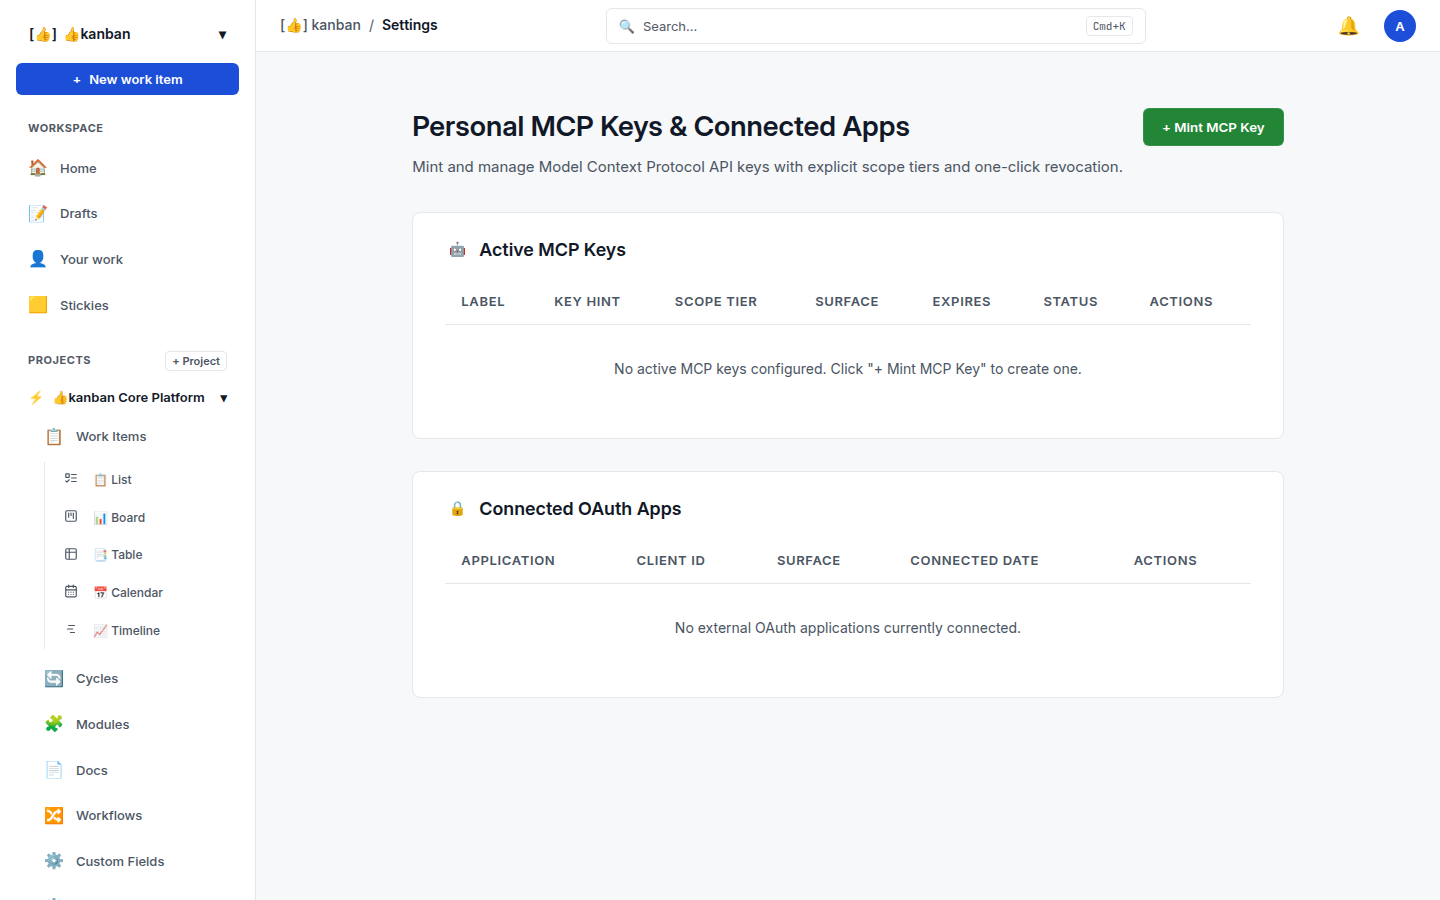 [👍] 👍kanban ▼
+ New work item
WORKSPACE
🏠 Home
📝 Drafts
👤 Your work
🟨 Stickies
PROJECTS + Project
⚡ 👍kanban Core Platform ▼
📋 Work Items
📋 List
📊 Board
📑 Table
📅 Calendar
📈 Timeline
🔄 Cycles
🧩 Modules
📄 Docs
🔀 Workflows
⚙️ Custom Fields
[👍] kanban / Settings
🔍 Search... Cmd+K
🔔 A
Personal MCP Keys & Connected Apps
+ Mint MCP Key
Mint and manage Model Context Protocol API keys with explicit scope tiers and one-click revocation.
🤖 Active MCP Keys
LABEL KEY HINT SCOPE TIER SURFACE EXPIRES STATUS ACTIONS
No active MCP keys configured. Click "+ Mint MCP Key" to create one.
🔒 Connected OAuth Apps
APPLICATION CLIENT ID SURFACE CONNECTED DATE ACTIONS
No external OAuth applications currently connected.